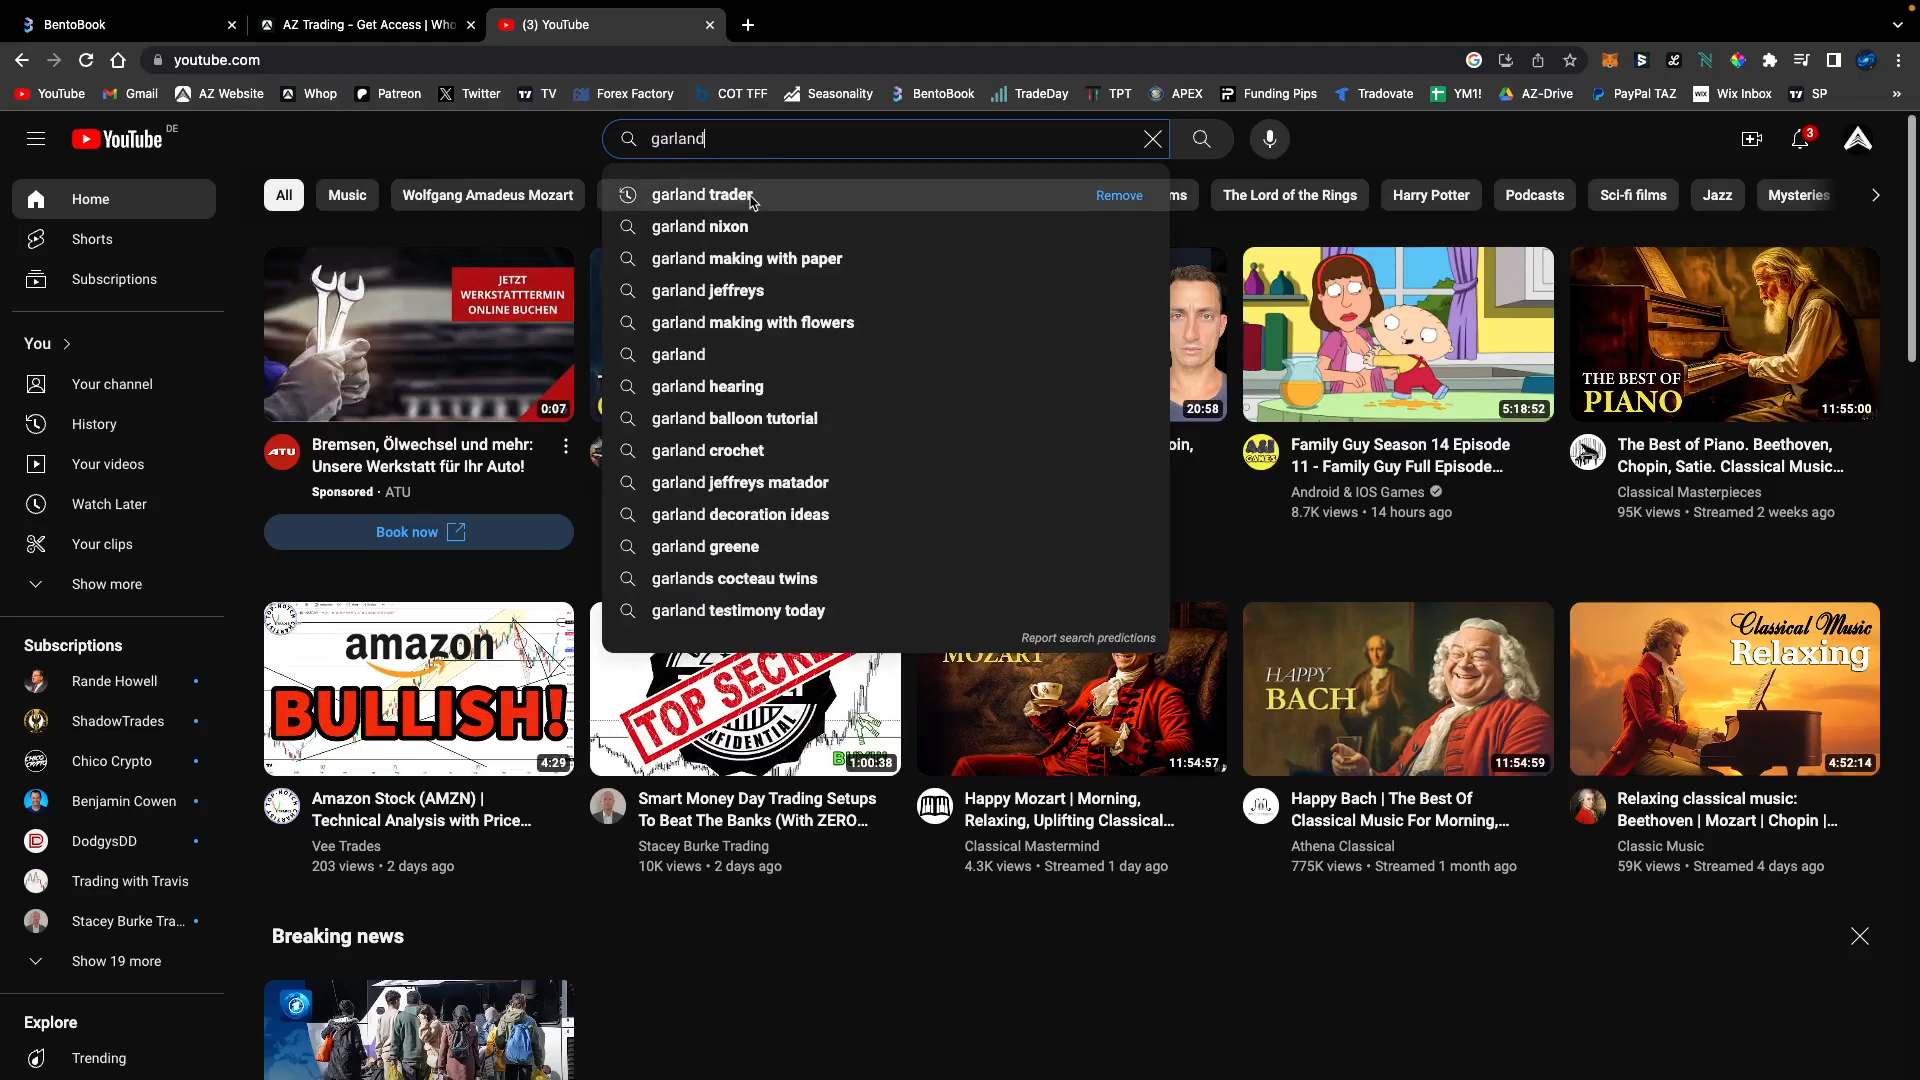 BentoBook
AZ Trading - Get Access | Who
(3) YouTube
youtube.com
YouTube
Gmail
AZ Website
Whop
Patreon
Twitter
TV
Forex Factory
COT TFF
Seasonality
BentoBook
TradeDay
TPT
APEX
Funding Pips
Tradovate
YM1!
AZ-Drive
PayPal TAZ
Wix Inbox
SP
YouTube DE
garland
3
Home
Shorts
Subscriptions
You
Your channel
History
Your videos
Watch Later
Your clips
Show more
Subscriptions
Rande Howell
ShadowTrades
Chico Crypto
Benjamin Cowen
DodgysDD
Trading with Travis
Stacey Burke Tra...
Show 19 more
Explore
Trending
All
Music
Wolfgang Amadeus Mozart
ms
The Lord of the Rings
Harry Potter
Podcasts
Sci-fi films
Jazz
Mysteries
garland trader
Remove
garland nixon
garland making with paper
garland jeffreys
garland making with flowers
garland
garland hearing
garland balloon tutorial
garland crochet
garland jeffreys matador
garland decoration ideas
garland greene
garlands cocteau twins
garland testimony today
Report search predictions
JETZT
WERKSTATTTERMIN
ONLINE BUCHEN
0:07
ATU
Bremsen, Ölwechsel und mehr:
Unsere Werkstatt für Ihr Auto!
Sponsored · ATU
Book now
20:58
oin,
5:18:52
Family Guy Season 14 Episode
11 - Family Guy Full Episode...
Android & IOS Games
8.7K views • 14 hours ago
THE BEST OF
PIANO
11:55:00
The Best of Piano. Beethoven,
Chopin, Satie. Classical Music...
Classical Masterpieces
95K views • Streamed 2 weeks ago
amazon
BULLISH!
4:29
Amazon Stock (AMZN) |
Technical Analysis with Price...
Vee Trades
203 views • 2 days ago
TOP SECRE
NFIDENTIAL
1:00:38
Smart Money Day Trading Setups
To Beat The Banks (With ZERO...
Stacey Burke Trading
10K views • 2 days ago
MOZART
11:54:57
Happy Mozart | Morning,
Relaxing, Uplifting Classical...
Classical Mastermind
4.3K views • Streamed 1 day ago
HAPPY
BACH
11:54:59
Happy Bach | The Best Of
Classical Music For Morning,...
Athena Classical
775K views • Streamed 1 month ago
Classical Music
Relaxing
4:52:14
Relaxing classical music:
Beethoven | Mozart | Chopin |...
Classic Music
59K views • Streamed 4 days ago
Breaking news